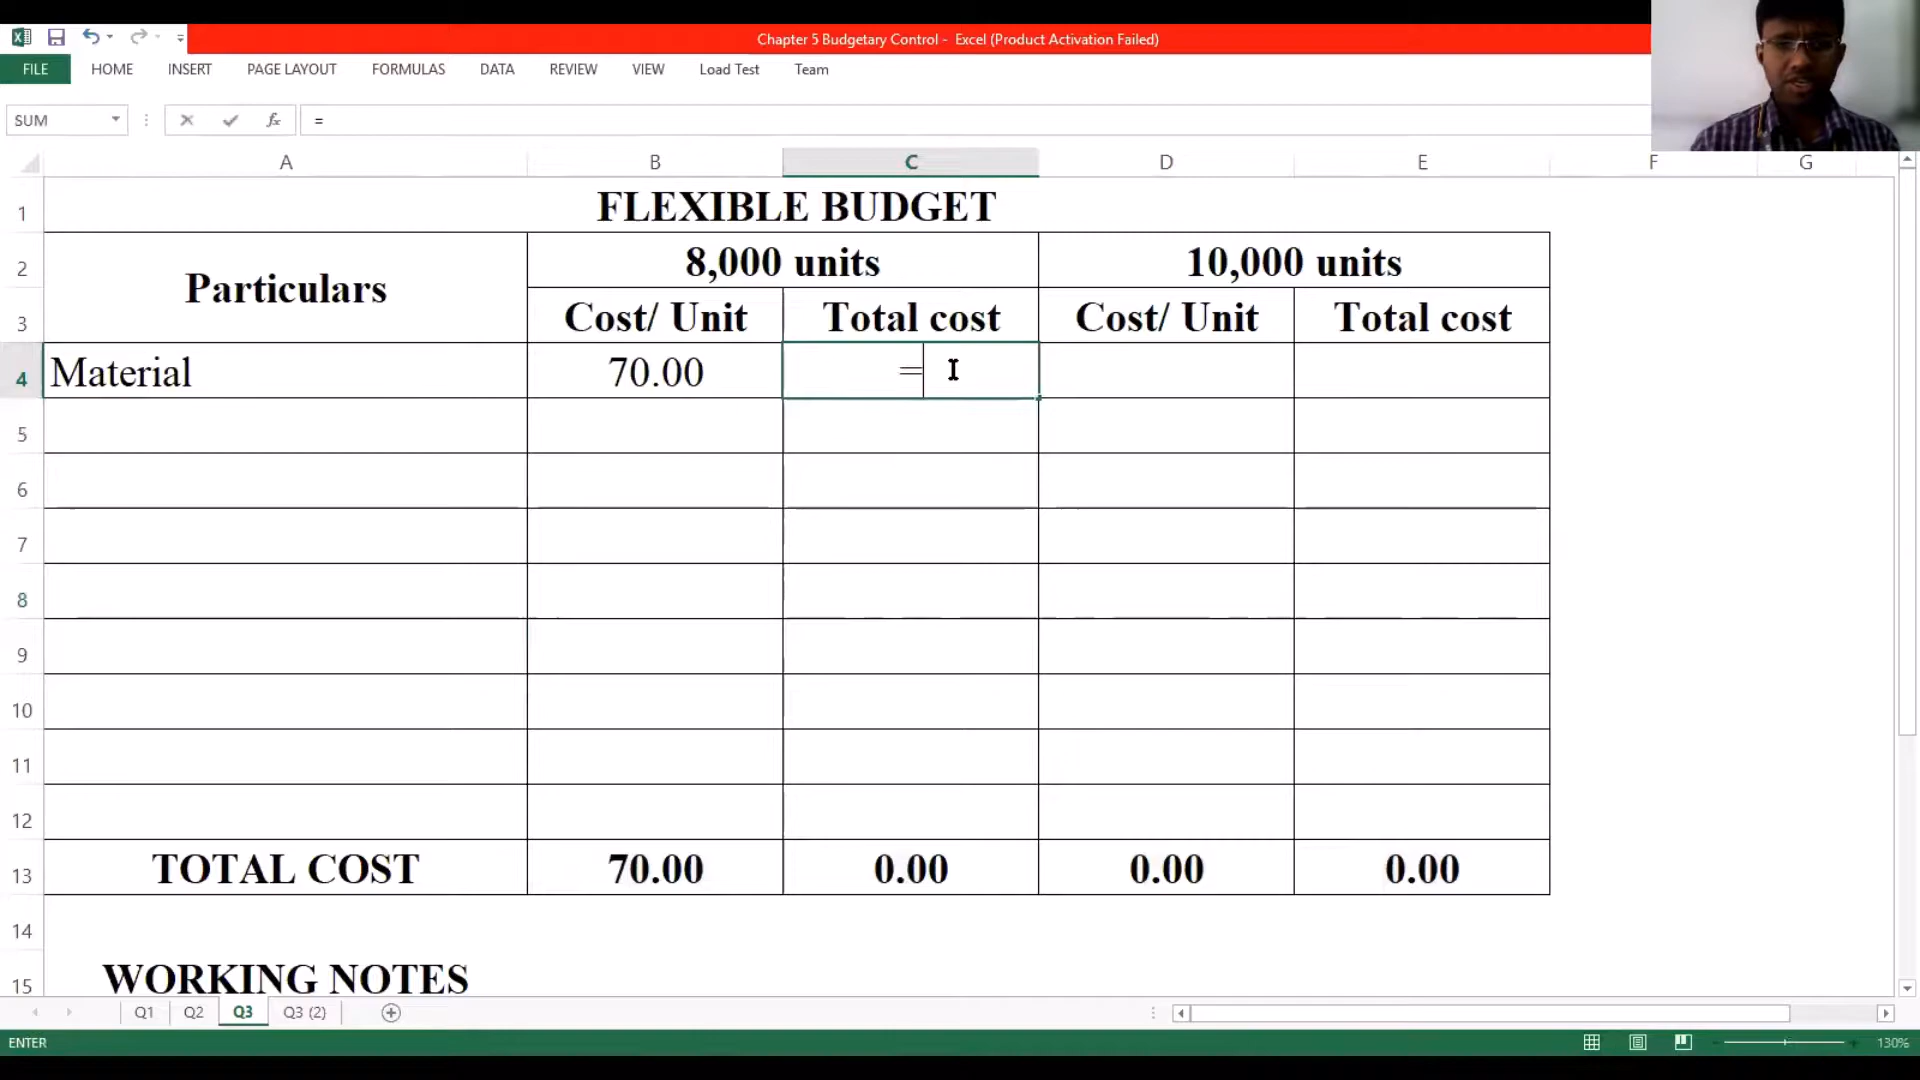 Chapter 5 Budgetary Control - Excel (Product Activation Failed)
FILE HOME INSERT PAGE LAYOUT FORMULAS DATA REVIEW VIEW Load Test Team
SUM fx =
A B C D E F G
1 FLEXIBLE BUDGET
2 Particulars 8,000 units 10,000 units
3 Cost/ Unit Total cost Cost/ Unit Total cost
4 Material 70.00 =
5
6
7
8
9
10
11
12
13 TOTAL COST 70.00 0.00 0.00 0.00
14
15 WORKING NOTES
Q1 Q2 Q3 Q3 (2)
ENTER 130%